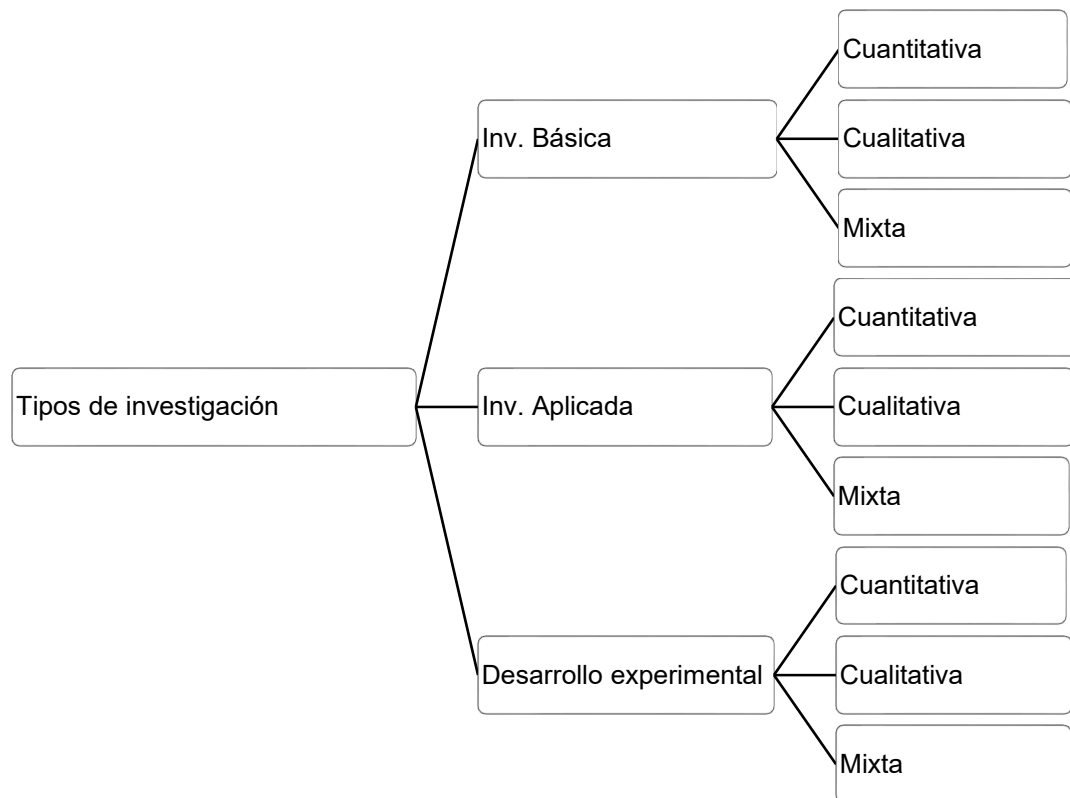 Tipos de investigación
Inv. Básica
Cuantitativa
Cualitativa
Mixta
Inv. Aplicada
Cuantitativa
Cualitativa
Mixta
Desarrollo experimental
Cuantitativa
Cualitativa
Mixta